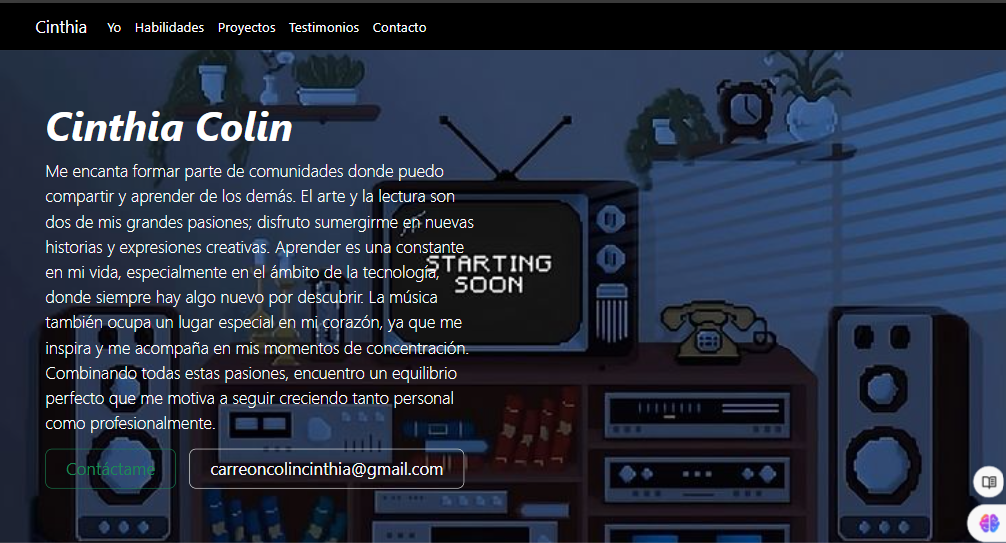 Cinthia Yo Habilidades Proyectos Testimonios Contacto
Cinthia Colin
Me encanta formar parte de comunidades donde puedo
compartir y aprender de los demás. El arte y la lectura son
dos de mis grandes pasiones; disfruto sumergirme en nuevas
historias y expresiones creativas. Aprender es una constante
en mi vida, especialmente en el ámbito de la tecnología,
donde siempre hay algo nuevo por descubrir. La música
también ocupa un lugar especial en mi corazón, ya que me
inspira y me acompaña en mis momentos de concentración.
Combinando todas estas pasiones, encuentro un equilibrio
perfecto que me motiva a seguir creciendo tanto personal
como profesionalmente.
Contáctame carreoncolincinthia@gmail.com
STARTING
SOON